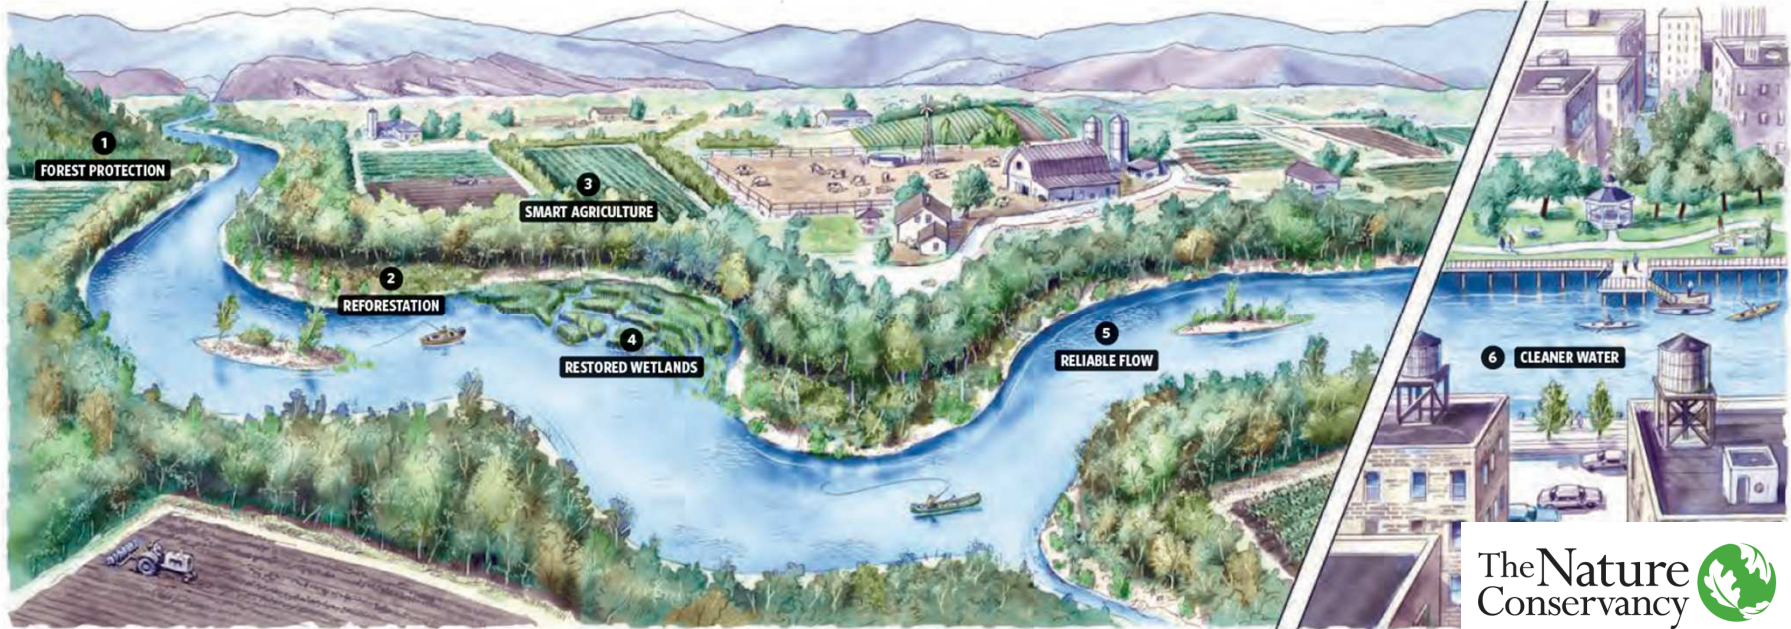 1
FOREST PROTECTION
2
REFORESTATION
3
SMART AGRICULTURE
4
RESTORED WETLANDS
5
RELIABLE FLOW
6 CLEANER WATER
The Nature
Conservancy